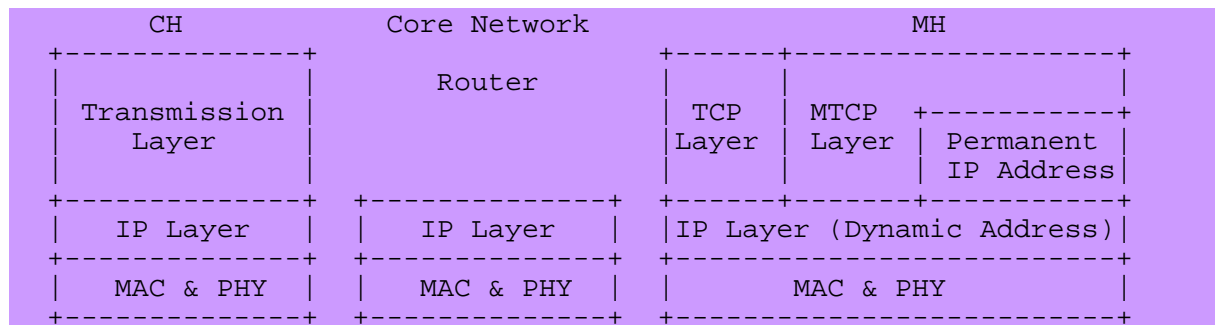 CH Core Network MH
Router
Transmission TCP MTCP
Layer Layer Layer Permanent
IP Address
IP Layer IP Layer IP Layer (Dynamic Address)
MAC & PHY MAC & PHY MAC & PHY